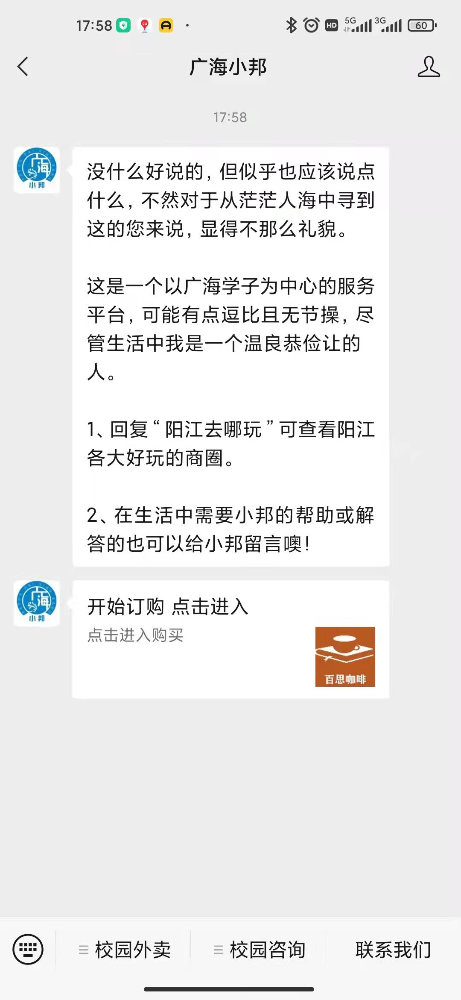 17:58
du
HD
5G
3G
60
广海小邦
17:58
广海
小邦
没什么好说的，但似乎也应该说点
什么，不然对于从茫茫人海中寻到
这的您来说，显得不那么礼貌。
这是一个以广海学子为中心的服务
平台，可能有点逗比且无节操，尽
管生活中我是一个温良恭俭让的
人。
1、回复“阳江去哪玩”可查看阳江
各大好玩的商圈。
2、在生活中需要小邦的帮助或解
答的也可以给小邦留言噢！
广海
小邦
开始订购 点击进入
点击进入购买
百思咖啡
校园外卖
校园咨询
联系我们